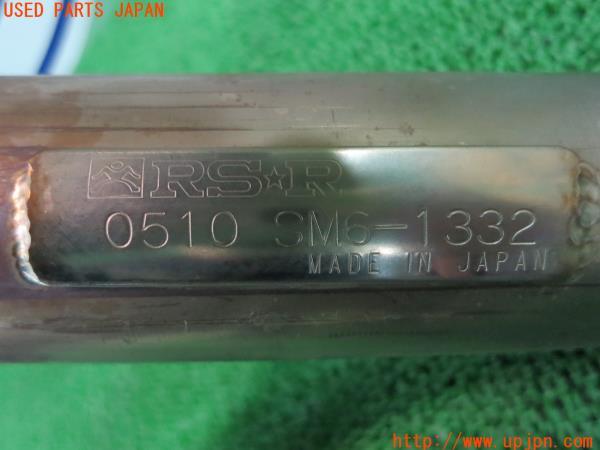 USED PARTS JAPAN
RS★R
0510 SM6-1332
MADE IN JAPAN
http://www.upjpn.com/